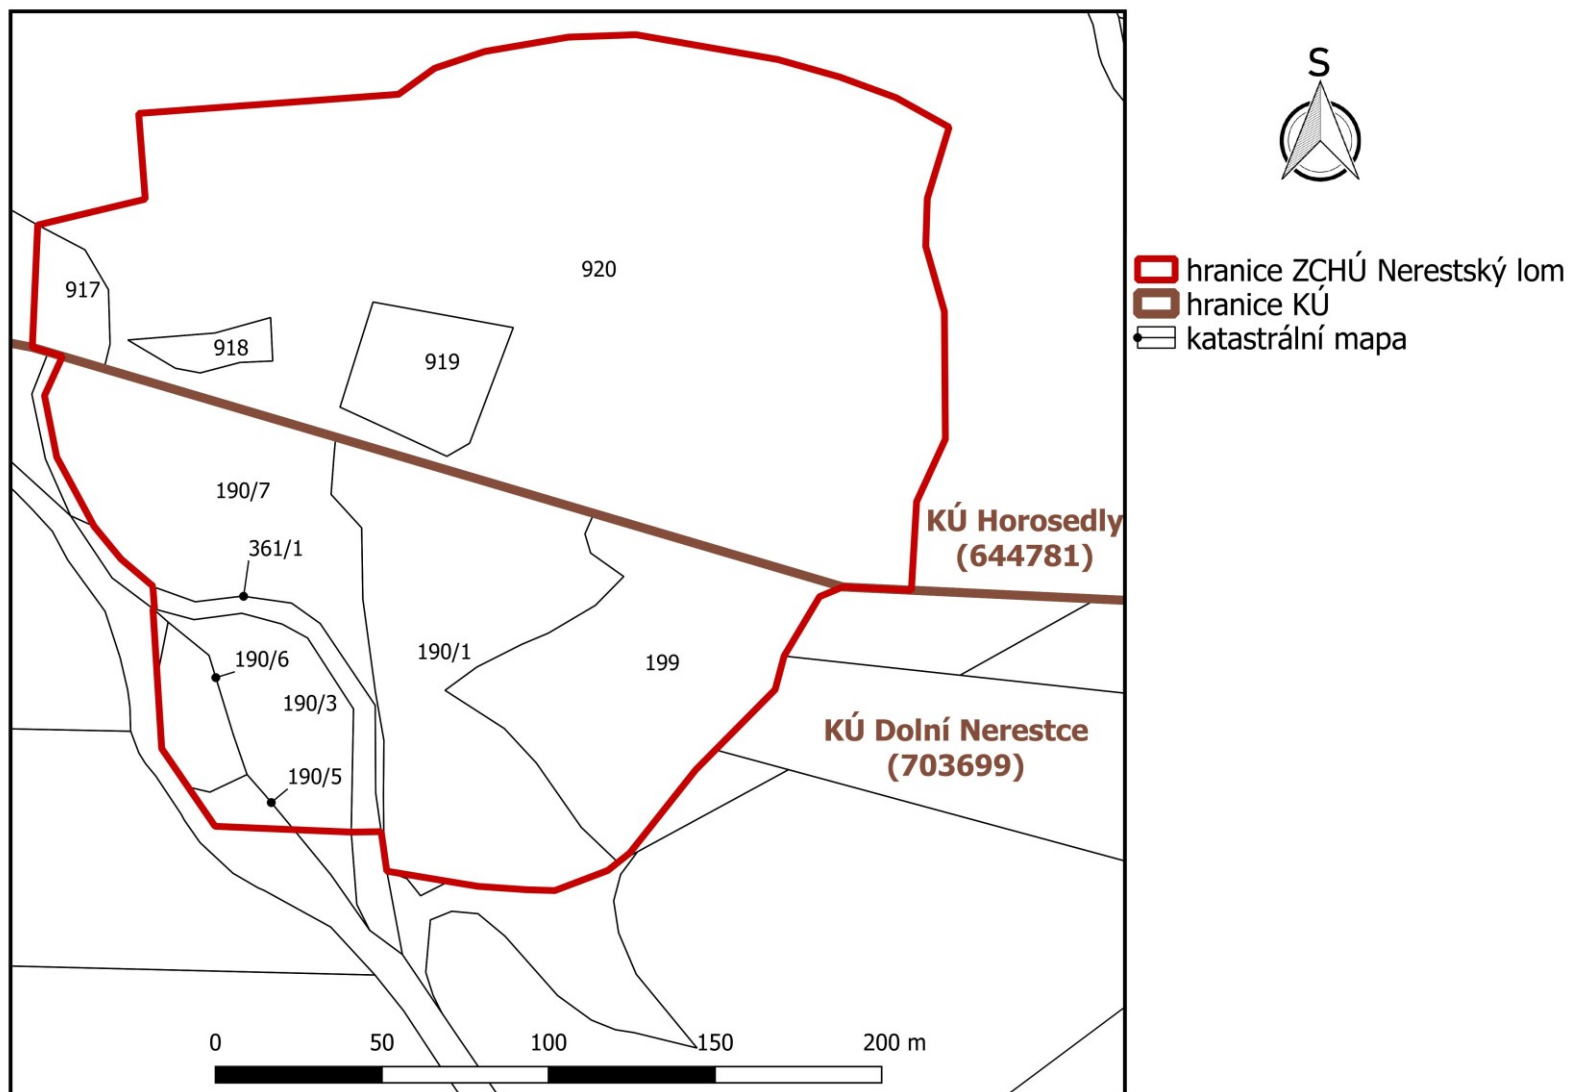 S
hranice ZCHÚ Nerestský lom
hranice KÚ
katastrální mapa
920
917
918
919
190/7
KÚ Horosedly
(644781)
361/1
190/6
190/1
199
190/3
KÚ Dolní Nerestce
(703699)
190/5
0 50 100 150 200 m